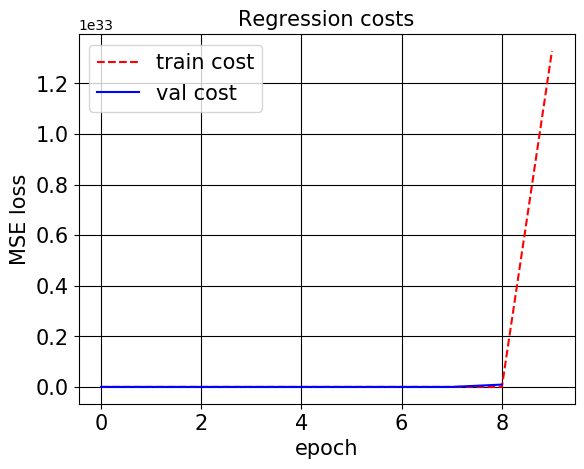 Regression costs
1e33
train cost
val cost
1.2
1.0
0.8
0.6
0.4
0.2
0.0
MSE loss
0 2 4 6 8
epoch